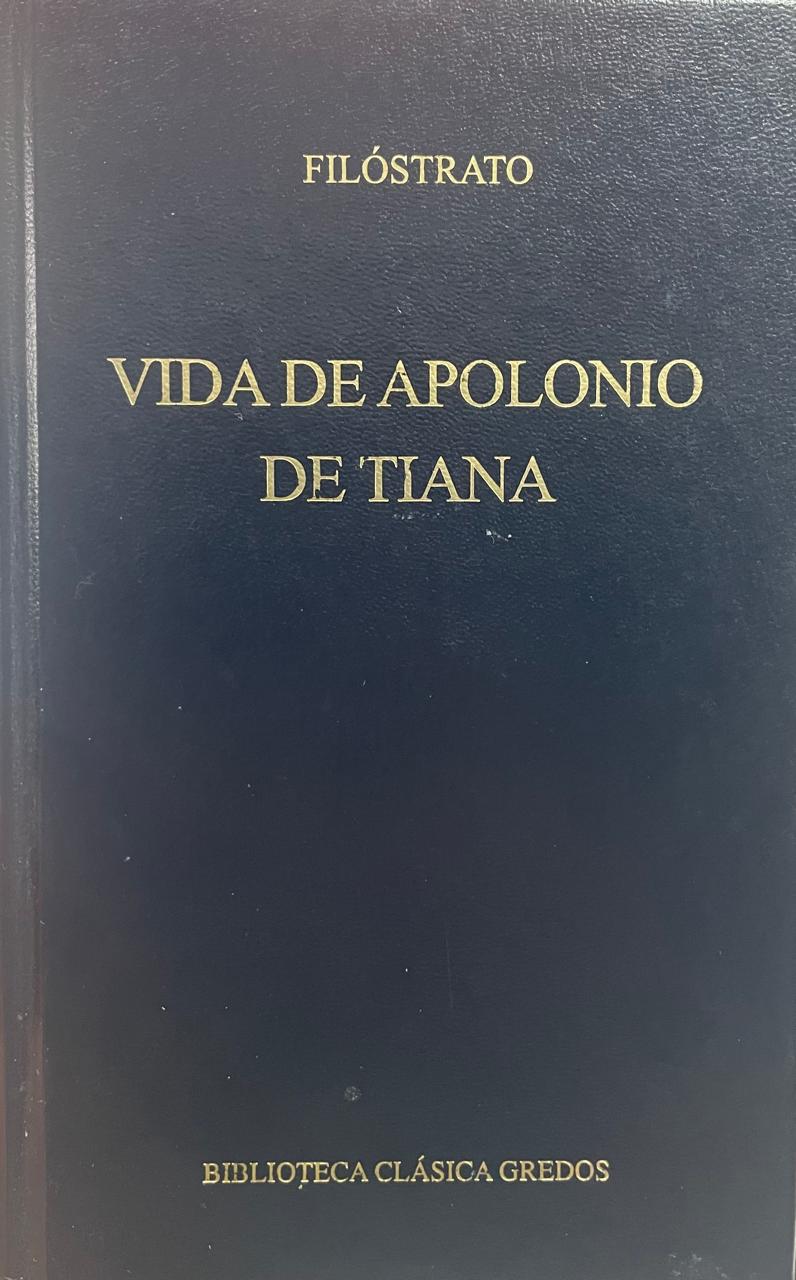 FILÓSTRATO
VIDA DE APOLONIO
DE TIANA
BIBLIOTECA CLÁSICA GREDOS